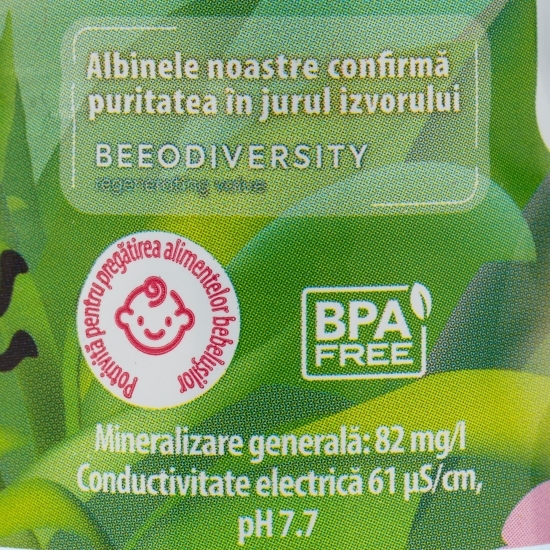 Albinele noastre confirmă
puritatea în jurul izvorului
BEEODIVERSITY
regenerating value
Potrivită pentru pregătirea alimentelor bebelușilor
BPA
FREE
Mineralizare generală: 82 mg/l
Conductivitate electrică 61 µS/cm,
pH 7.7